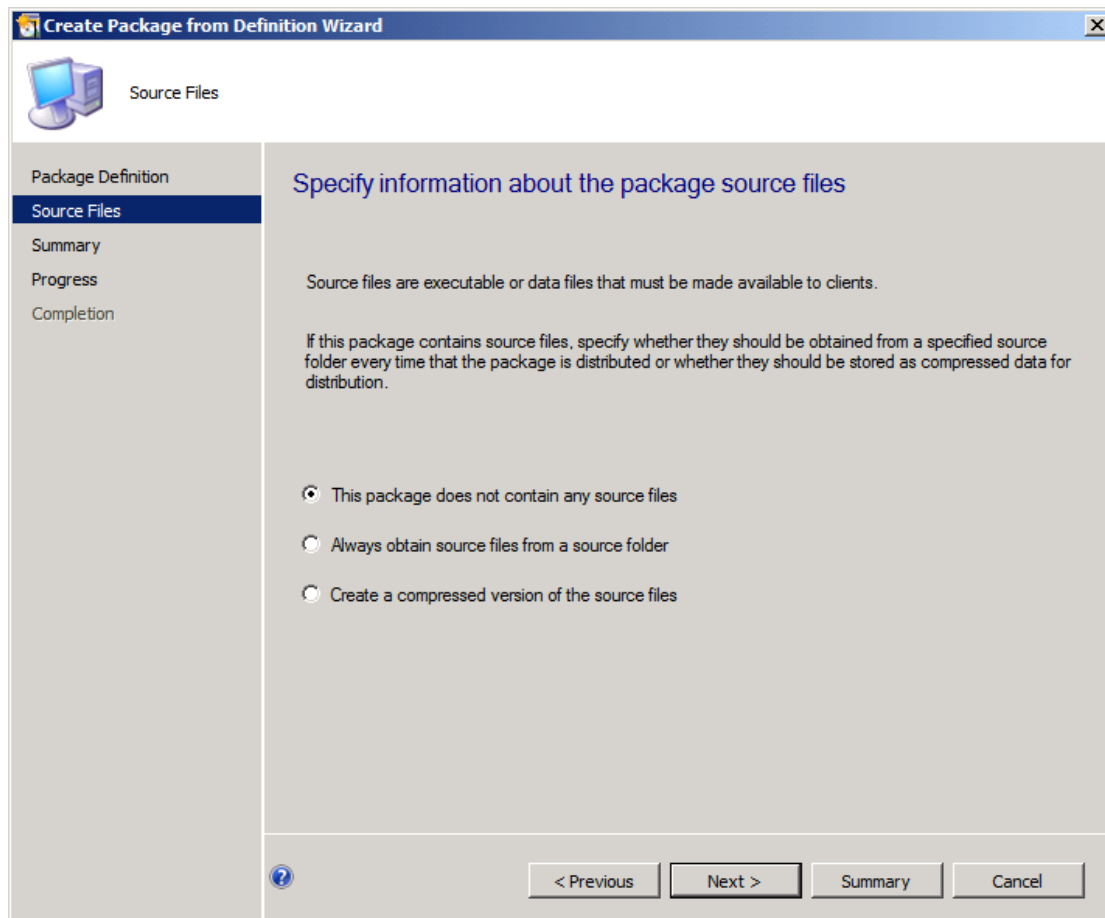 Create Package from Definition Wizard
Source Files
Package Definition
Source Files
Summary
Progress
Completion
Specify information about the package source files
Source files are executable or data files that must be made available to clients.
If this package contains source files, specify whether they should be obtained from a specified source
folder every time that the package is distributed or whether they should be stored as compressed data for
distribution.
This package does not contain any source files
Always obtain source files from a source folder
Create a compressed version of the source files
< Previous
Next >
Summary
Cancel